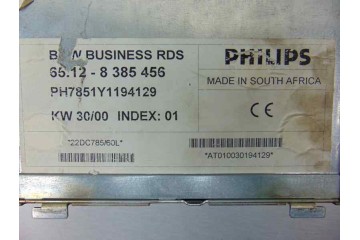 BMW BUSINESS RDS
65.12 - 8 385 456
PH7851Y1194129
KW 30/00 INDEX: 01
*22DC785/60L*
PHILIPS
MADE IN SOUTH AFRICA
CE
*AT010030194129*